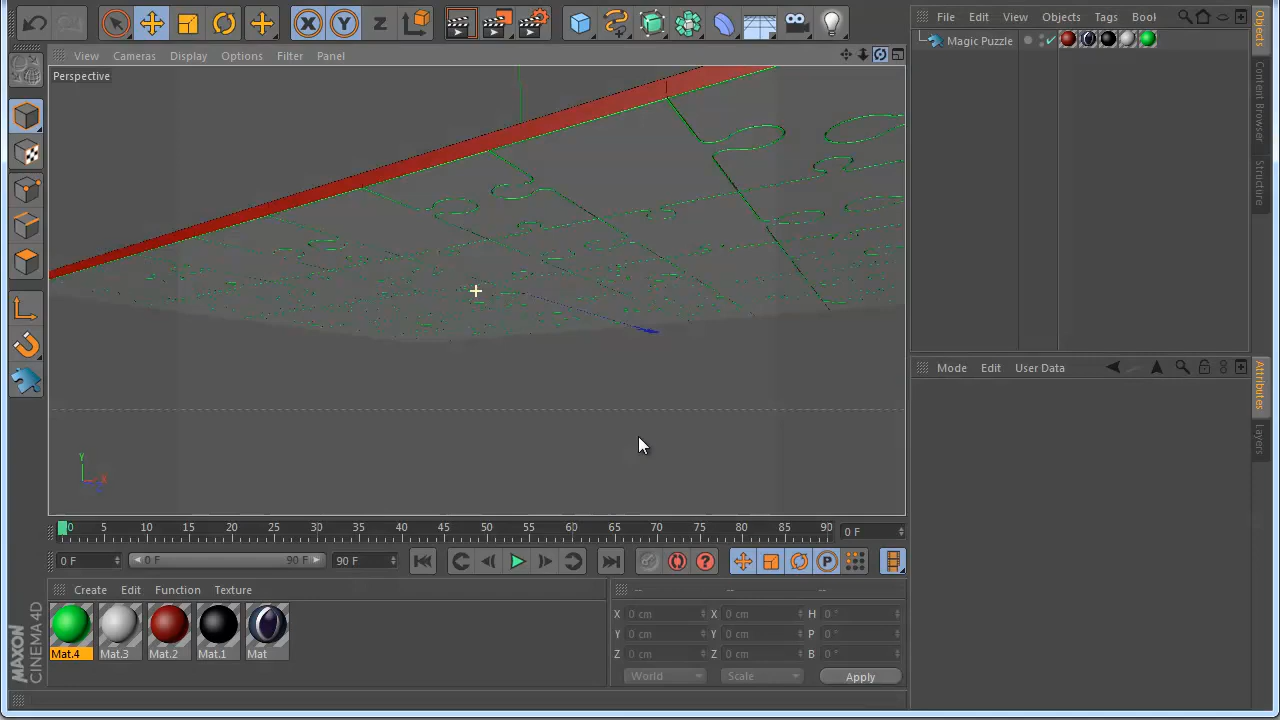 File Edit View Objects Tags Bool
View Cameras Display Options Filter Panel
Magic Puzzle
Perspective
Objects
Content Browser
Structure
Mode Edit User Data
Attributes
Layers
Y
X
0 5 10 15 20 25 30 35 40 45 50 55 60 65 70 75 80 85 90 0 F
0 F 0 F 90 F 90 F
Create Edit Function Texture
-- -- --
X 0 cm X 0 cm H 0 °
Y 0 cm Y 0 cm P 0 °
Z 0 cm Z 0 cm B 0 °
Mat.4 Mat.3 Mat.2 Mat.1 Mat
World Scale Apply
MAXON
CINEMA 4D